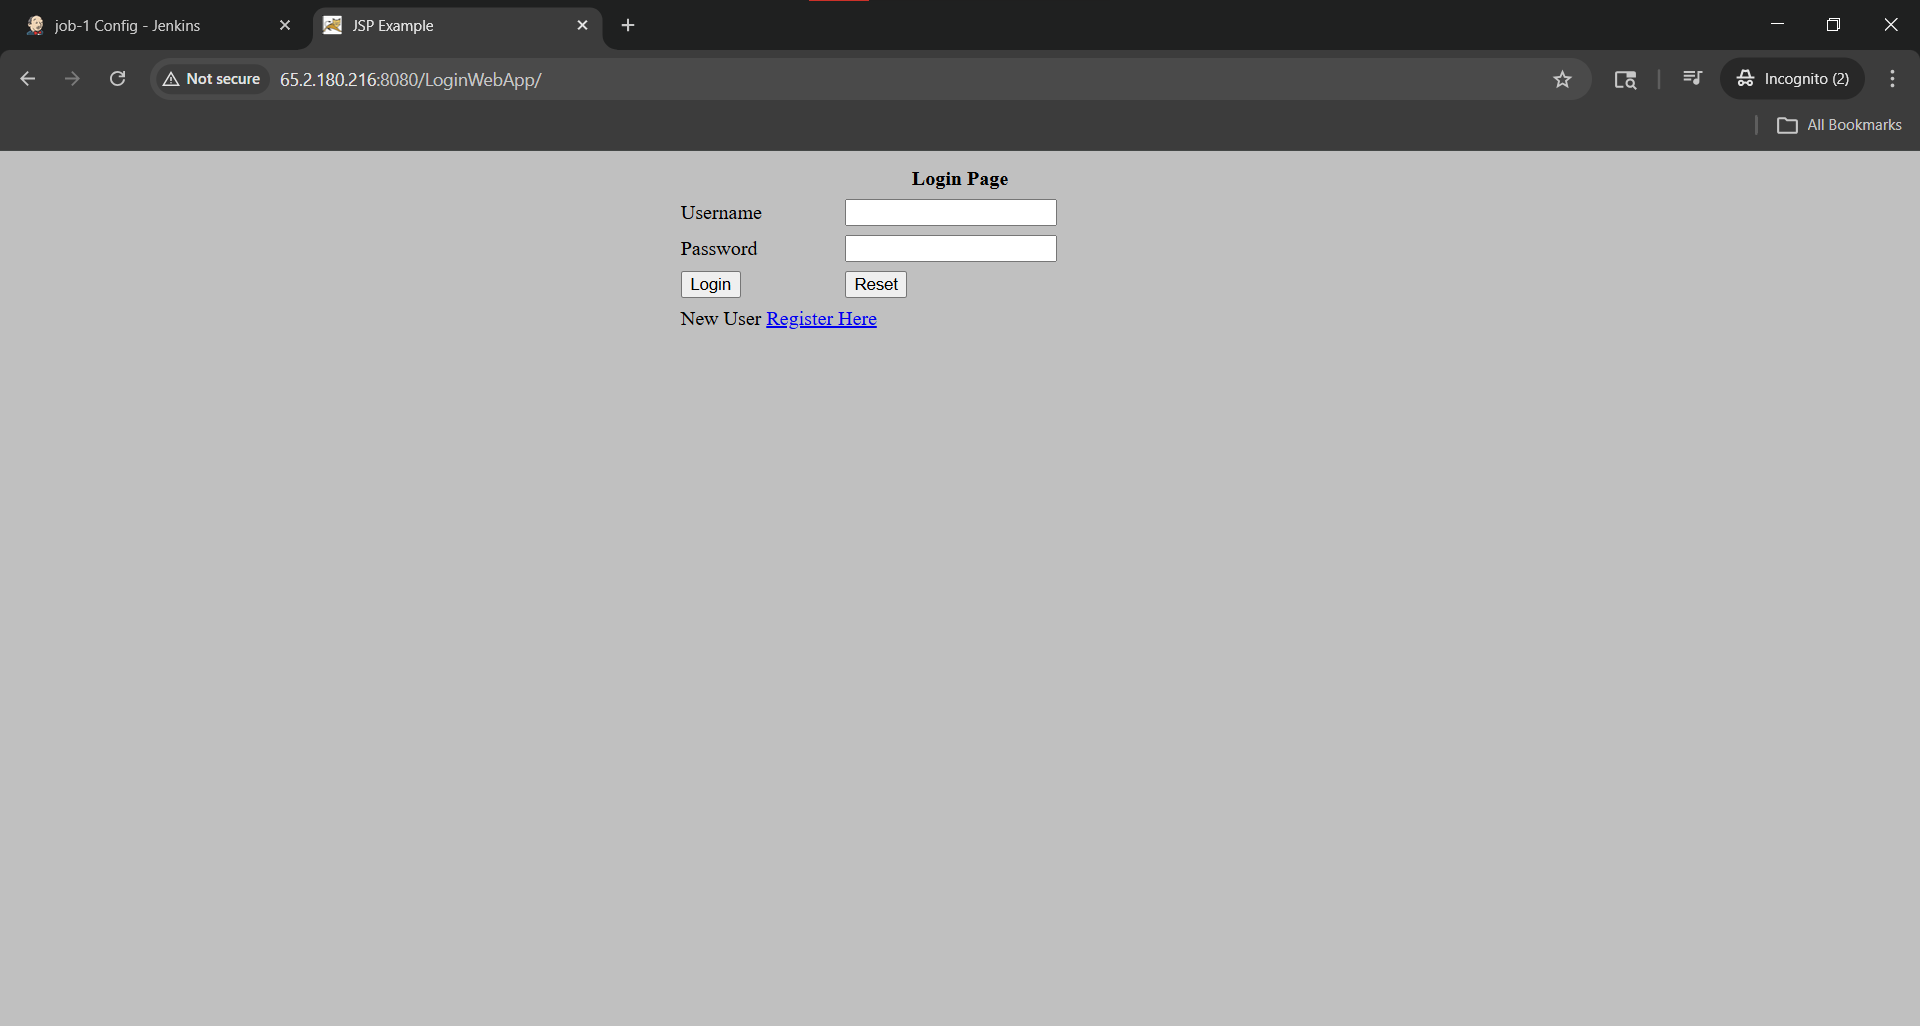 job-1 Config - Jenkins
JSP Example
Not secure
65.2.180.216:8080/LoginWebApp/
Incognito (2)
All Bookmarks
Login Page
Username
Password
Login
Reset
New User Register Here